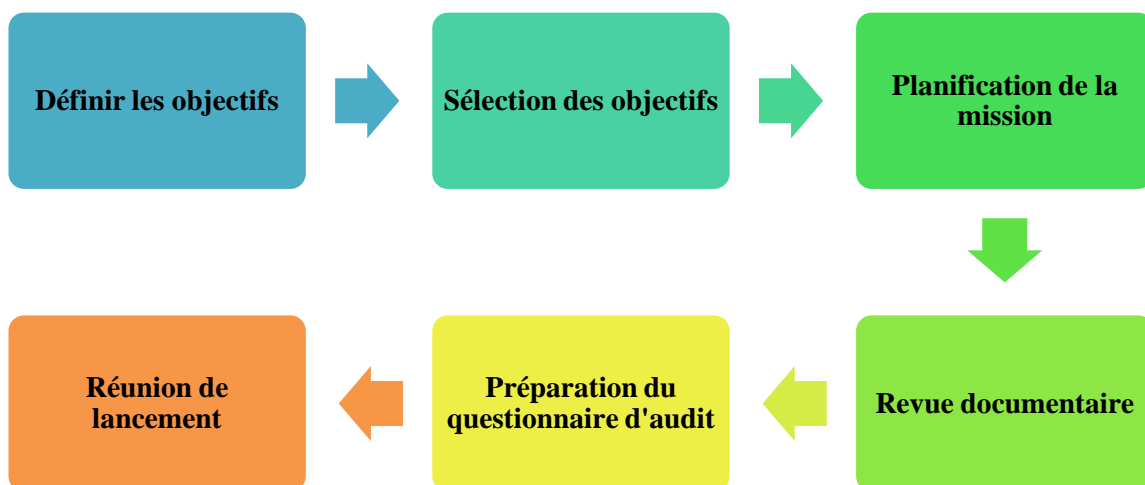 Définir les objectifs
Sélection des objectifs
Planification de la
mission
Revue documentaire
Préparation du
questionnaire d'audit
Réunion de
lancement